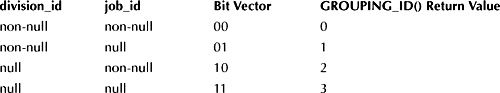 division_id job_id Bit Vector GROUPING_ID() Return Value
non-null non-null 00 0
non-null null 01 1
null non-null 10 2
null null 11 3